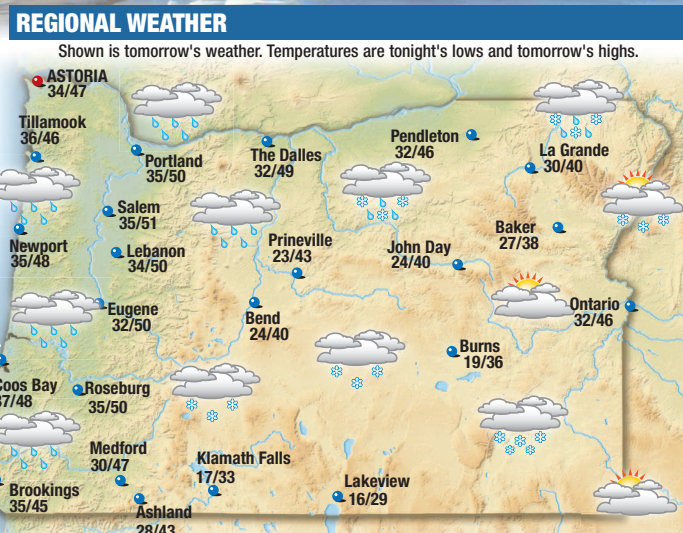 REGIONAL WEATHER
Shown is tomorrow's weather. Temperatures are tonight's lows and tomorrow's highs.
ASTORIA
34/47
Tillamook
36/46
Portland
35/50
The Dalles
32/49
Pendleton
32/46
La Grande
30/40
Salem
35/51
Newport
35/48
Lebanon
34/50
Prineville
23/43
John Day
24/40
Baker
27/38
Eugene
32/50
Bend
24/40
Ontario
32/46
Burns
19/36
Coos Bay
37/48
Roseburg
35/50
Medford
30/47
Klamath Falls
17/33
Lakeview
16/29
Brookings
35/45
Ashland
28/43